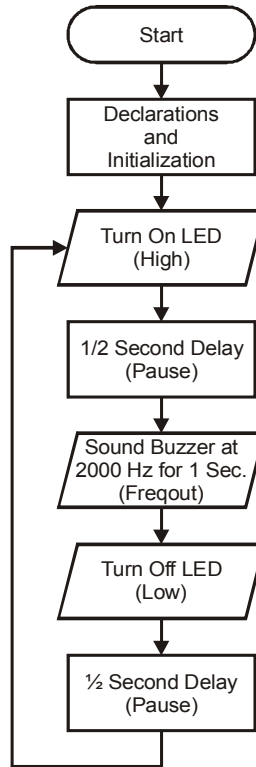 Start
Declarations
and
Initialization
Turn On LED
(High)
1/2 Second Delay
(Pause)
Sound Buzzer at
2000 Hz for 1 Sec.
(Freqout)
Turn Off LED
(Low)
½ Second Delay
(Pause)